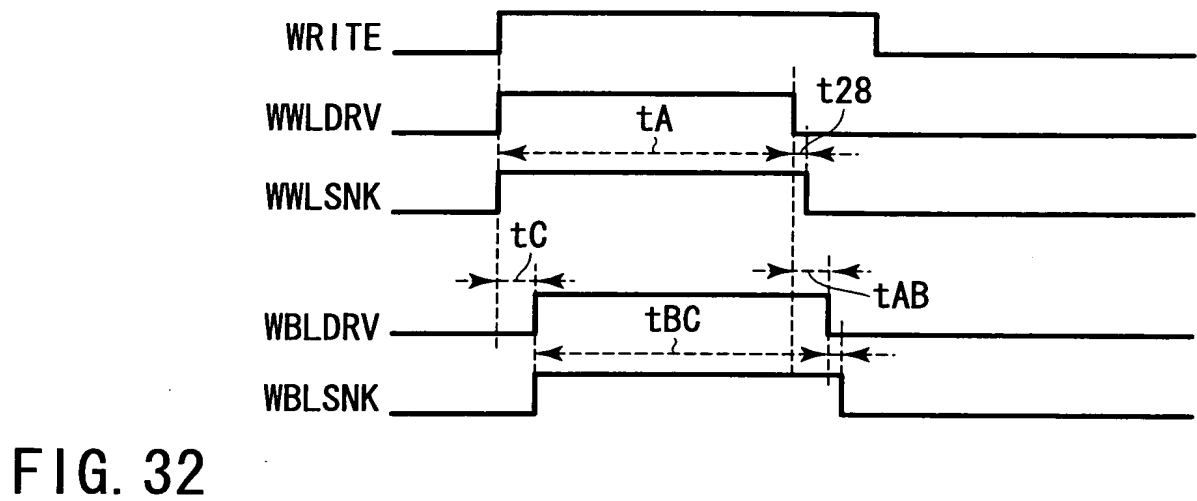 WRITE
t28
WWLDRV
tA
WWLSNK
tC
tAB
WBLDRV
tBC
WBLSNK
FIG. 32